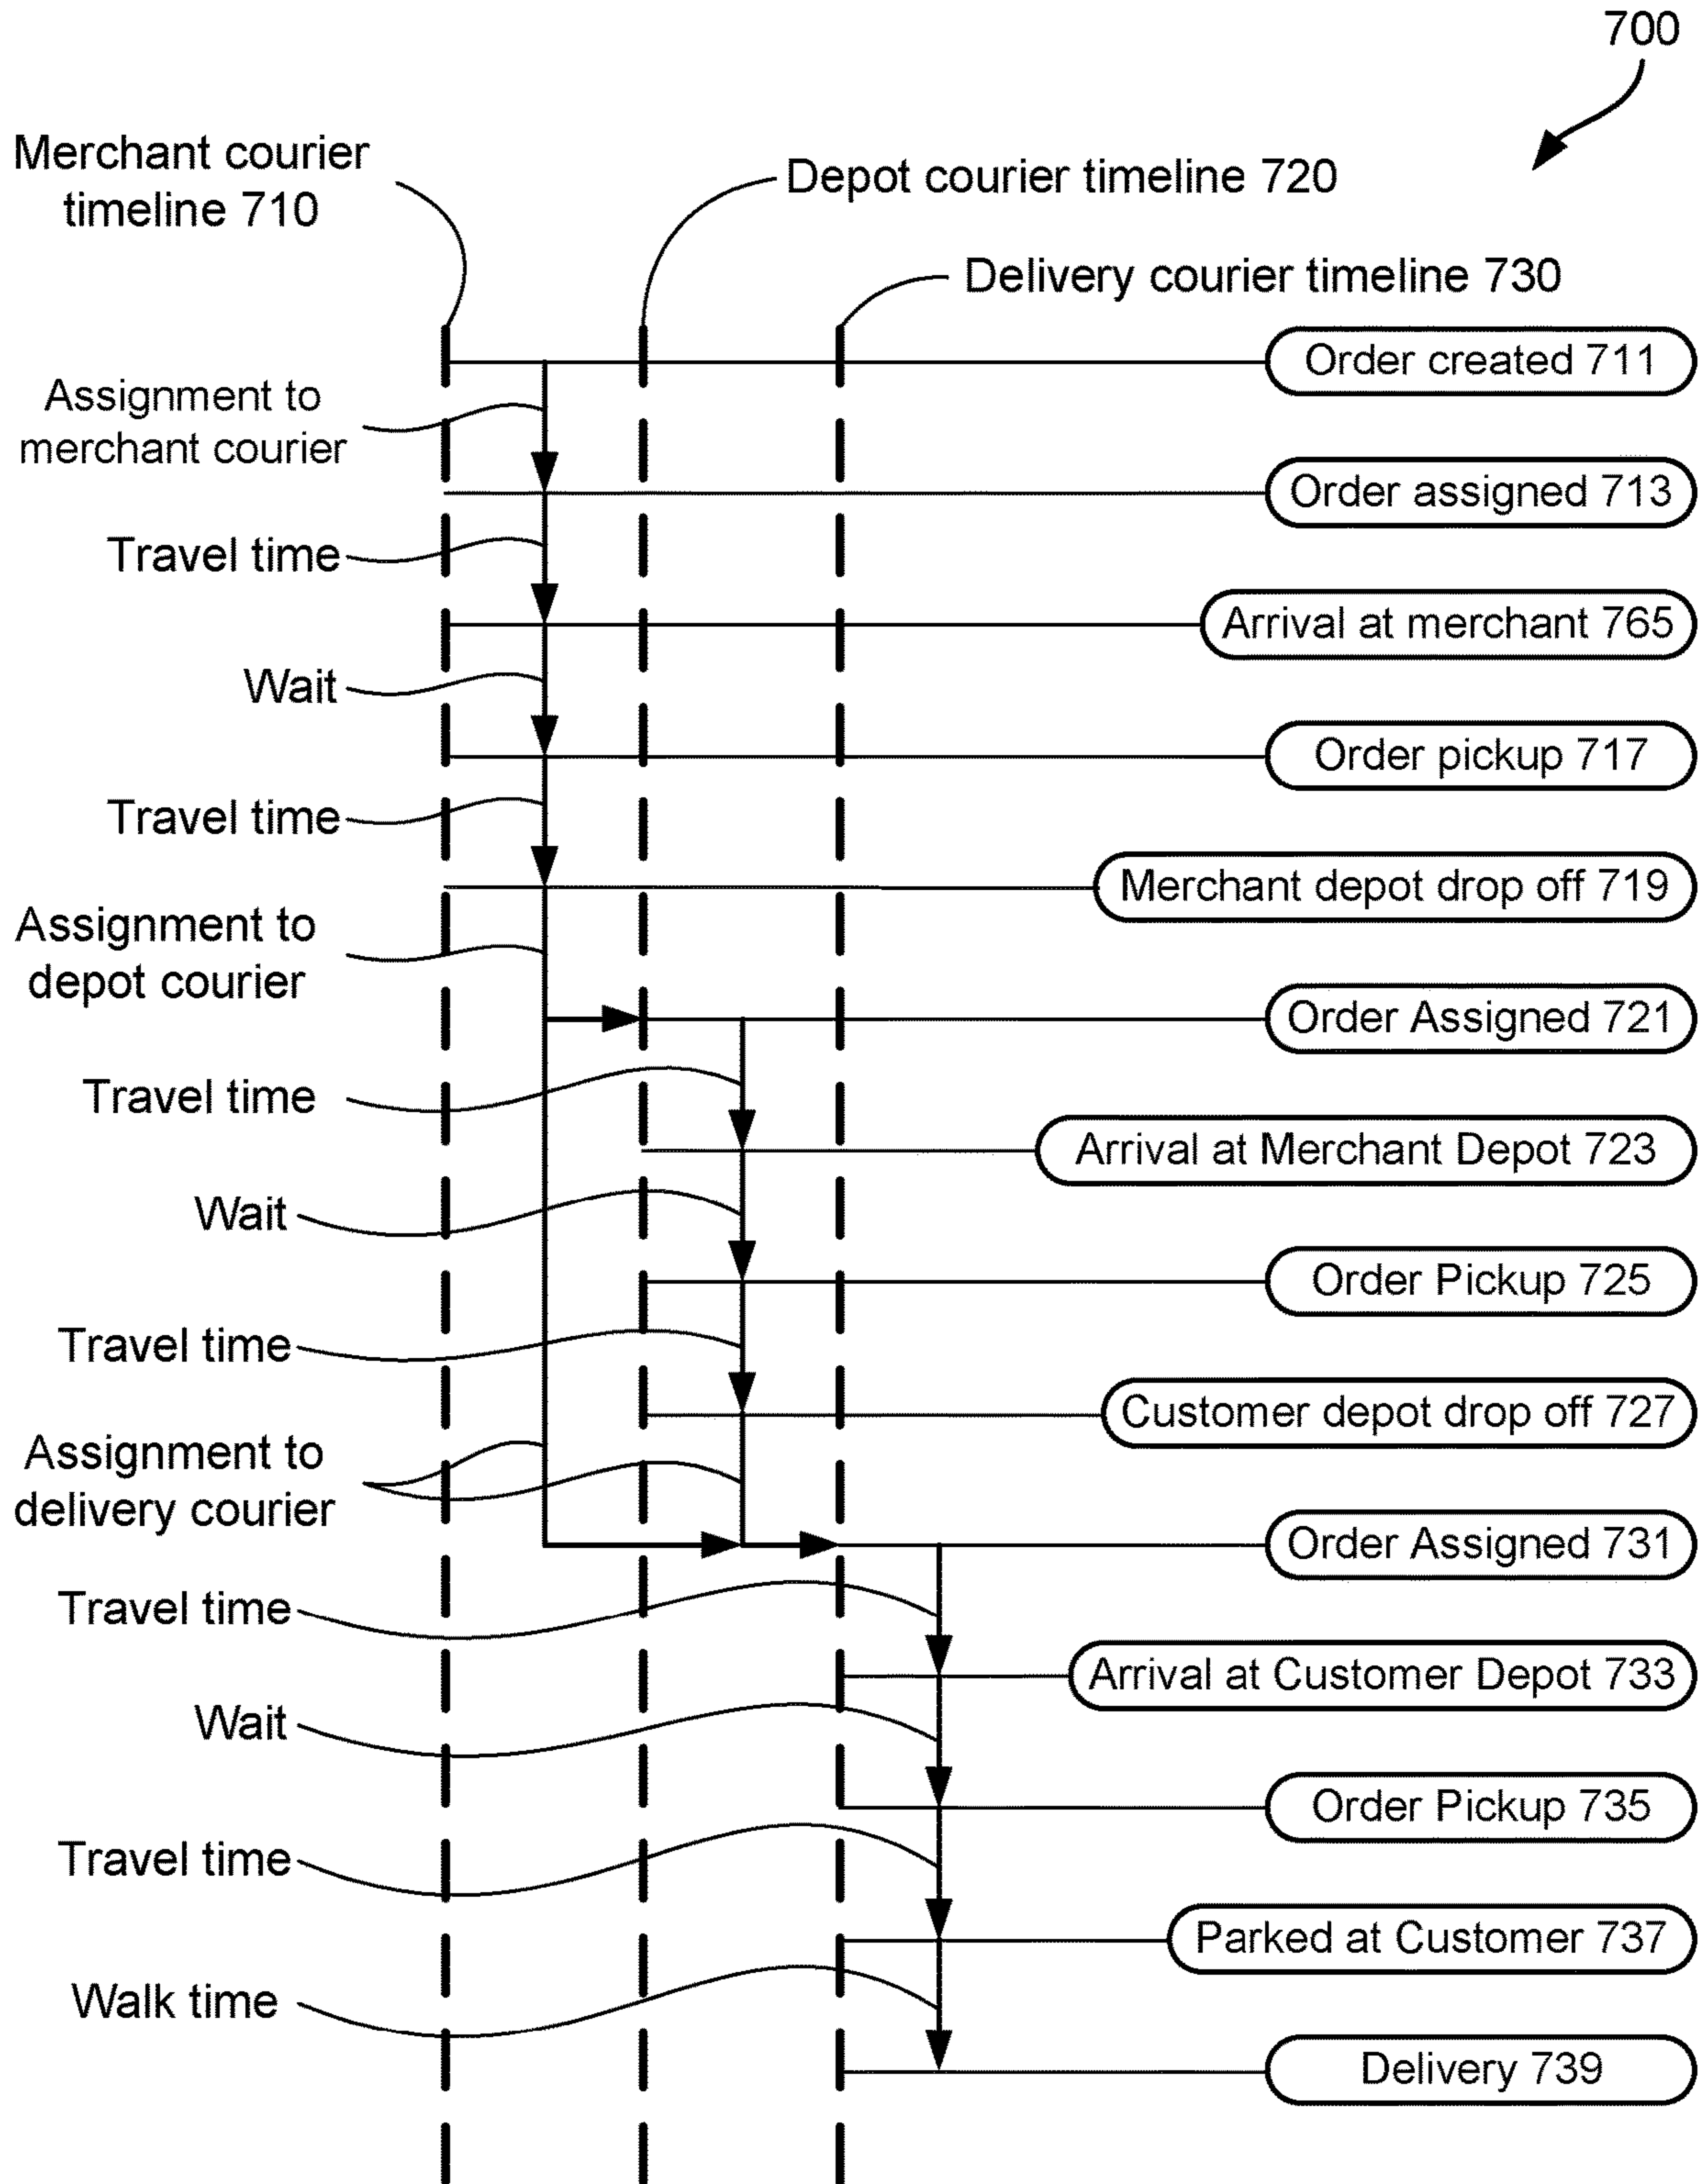 700
Merchant courier
timeline 710
Depot courier timeline 720
Delivery courier timeline 730
Order created 711
Assignment to
merchant courier
Order assigned 713
Travel time
Arrival at merchant 765
Wait
Order pickup 717
Travel time
Merchant depot drop off 719
Assignment to
depot courier
Order Assigned 721
Travel time
Arrival at Merchant Depot 723
Wait
Order Pickup 725
Travel time
Customer depot drop off 727
Assignment to
delivery courier
Order Assigned 731
Travel time
Arrival at Customer Depot 733
Wait
Order Pickup 735
Travel time
Parked at Customer 737
Walk time
Delivery 739